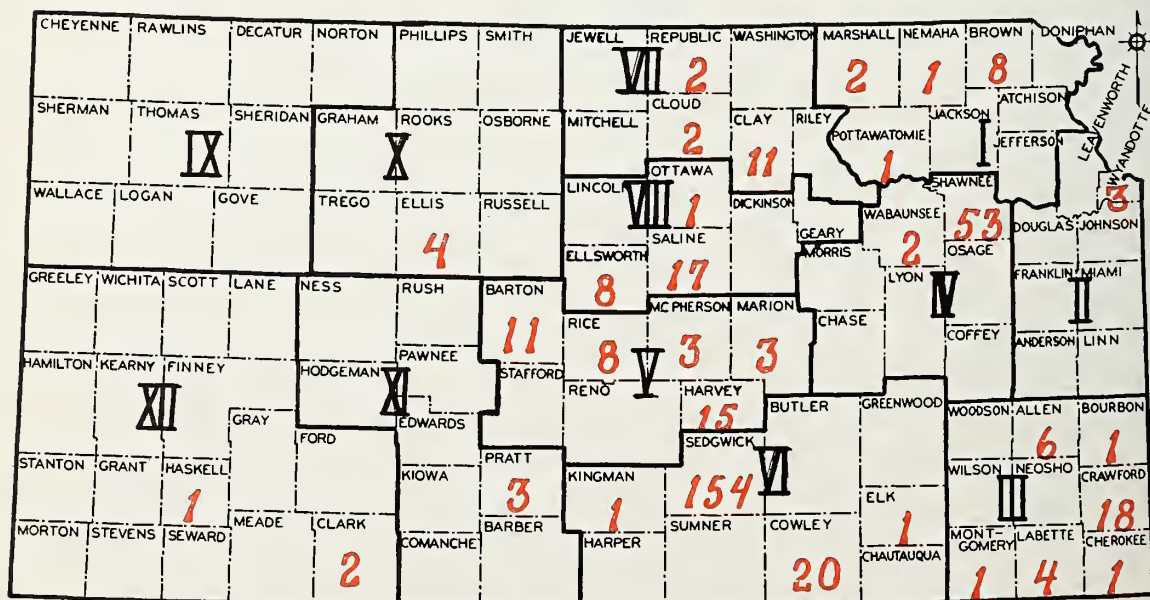 CHEYENNE RAWLINS DECATUR NORTON PHILLIPS SMITH JEWELL REPUBLIC WASHINGTON MARSHALL NEMAHA BROWN DONIPHAN
VII 2 2 1 8
SHERMAN THOMAS SHERIDAN GRAHAM ROOKS OSBORNE MITCHELL CLOUD CLAY RILEY POTTAWATOMIE JACKSON ATCHISON JEFFERSON LEAVENWORTH WYANDOTTE
IX X 2 11 1 I 3
WALLACE LOGAN GOVE TREGO ELLIS RUSSELL LINCOLN OTTAWA DICKINSON GEARY WABAUNSEE SHAWNEE DOUGLAS JOHNSON
4 VIII 1 2 53
ELLSWORTH SALINE MORRIS LYON OSAGE FRANKLIN MIAMI
8 17 IV II
GREELEY WICHITA SCOTT LANE NESS RUSH BARTON RICE MCPHERSON MARION CHASE COFFEY ANDERSON LINN
11 8 3 3
HAMILTON KEARNY FINNEY HODGEMAN PAWNEE STAFFORD RENO HARVEY BUTLER GREENWOOD WOODSON ALLEN BOURBON
XII XI V 15 6 1
GRAY FORD EDWARDS
STANTON GRANT HASKELL KIOWA PRATT KINGMAN SEDGWICK ELK WILSON NEOSHO CRAWFORD
1 3 1 154 VI 1 III 18
MORTON STEVENS SEWARD MEADE CLARK COMANCHE BARBER HARPER SUMNER COWLEY CHAUTAUQUA MONT-
GOMERY LABETTE CHEROKEE
2 20 1 4 1